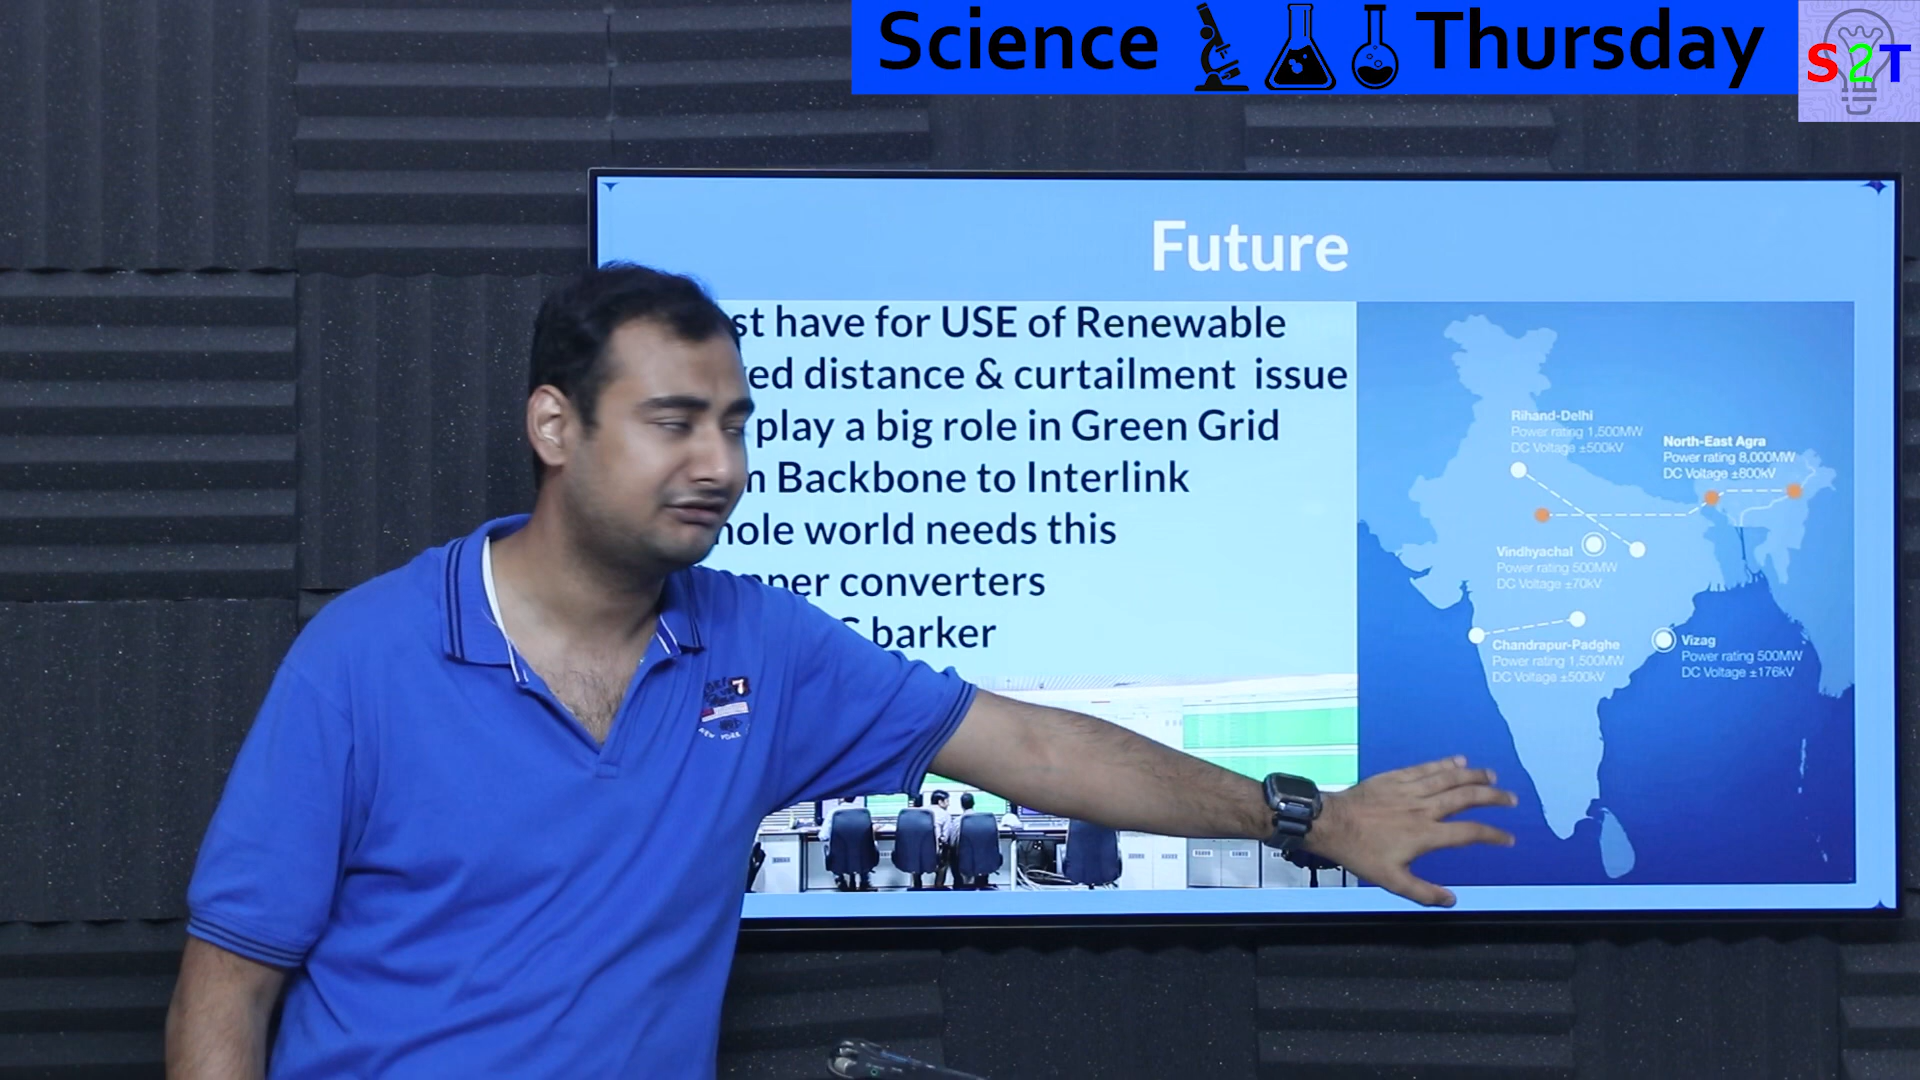 Science Thursday
S2T
Future
st have for USE of Renewable
ed distance & curtailment issue
play a big role in Green Grid
Backbone to Interlink
hole world needs this
per converters
barker
Rihand-Delhi
Power rating 1,500MW
DC Voltage ±500kV
North-East Agra
Power rating 8,000MW
DC Voltage ±800kV
Vindhyachal
Power rating 500MW
DC Voltage ±70kV
Chandrapur-Padghe
Power rating 1,500MW
DC Voltage ±500kV
Vizag
Power rating 500MW
DC Voltage ±176kV
7
NEW YORK